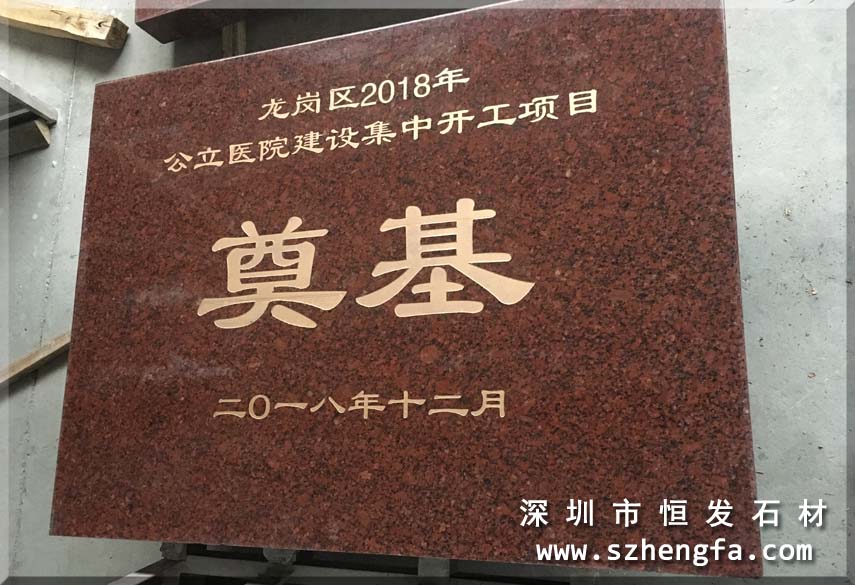 龙岗区2018年
公立医院建设集中开工项目
奠基
二〇一八年十二月
深圳市恒发石材
www.szhengfa.com